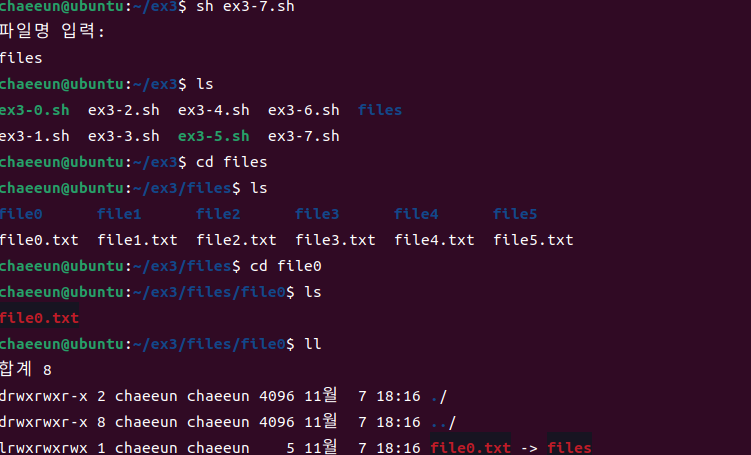 chaeeun@ubuntu:~/ex3$ sh ex3-7.sh
파일명 입력:
files
chaeeun@ubuntu:~/ex3$ ls
ex3-0.sh  ex3-2.sh  ex3-4.sh  ex3-6.sh  files
ex3-1.sh  ex3-3.sh  ex3-5.sh  ex3-7.sh
chaeeun@ubuntu:~/ex3$ cd files
chaeeun@ubuntu:~/ex3/files$ ls
file0      file1      file2      file3      file4      file5
file0.txt  file1.txt  file2.txt  file3.txt  file4.txt  file5.txt
chaeeun@ubuntu:~/ex3/files$ cd file0
chaeeun@ubuntu:~/ex3/files/file0$ ls
file0.txt
chaeeun@ubuntu:~/ex3/files/file0$ ll
합계 8
drwxrwxr-x 2 chaeeun chaeeun 4096 11월  7 18:16 ./
drwxrwxr-x 8 chaeeun chaeeun 4096 11월  7 18:16 ../
lrwxrwxrwx 1 chaeeun chaeeun    5 11월  7 18:16 file0.txt -> files